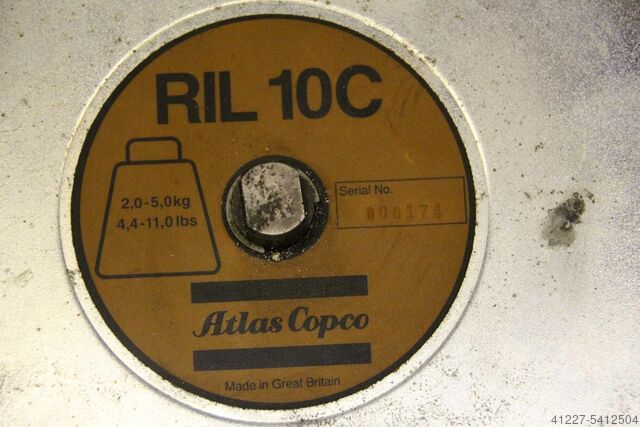 RIL 10C
2,0-5,0kg
4,4-11,0 lbs
Serial No.
000174
Atlas Copco
Made in Great Britain
41227-5412504